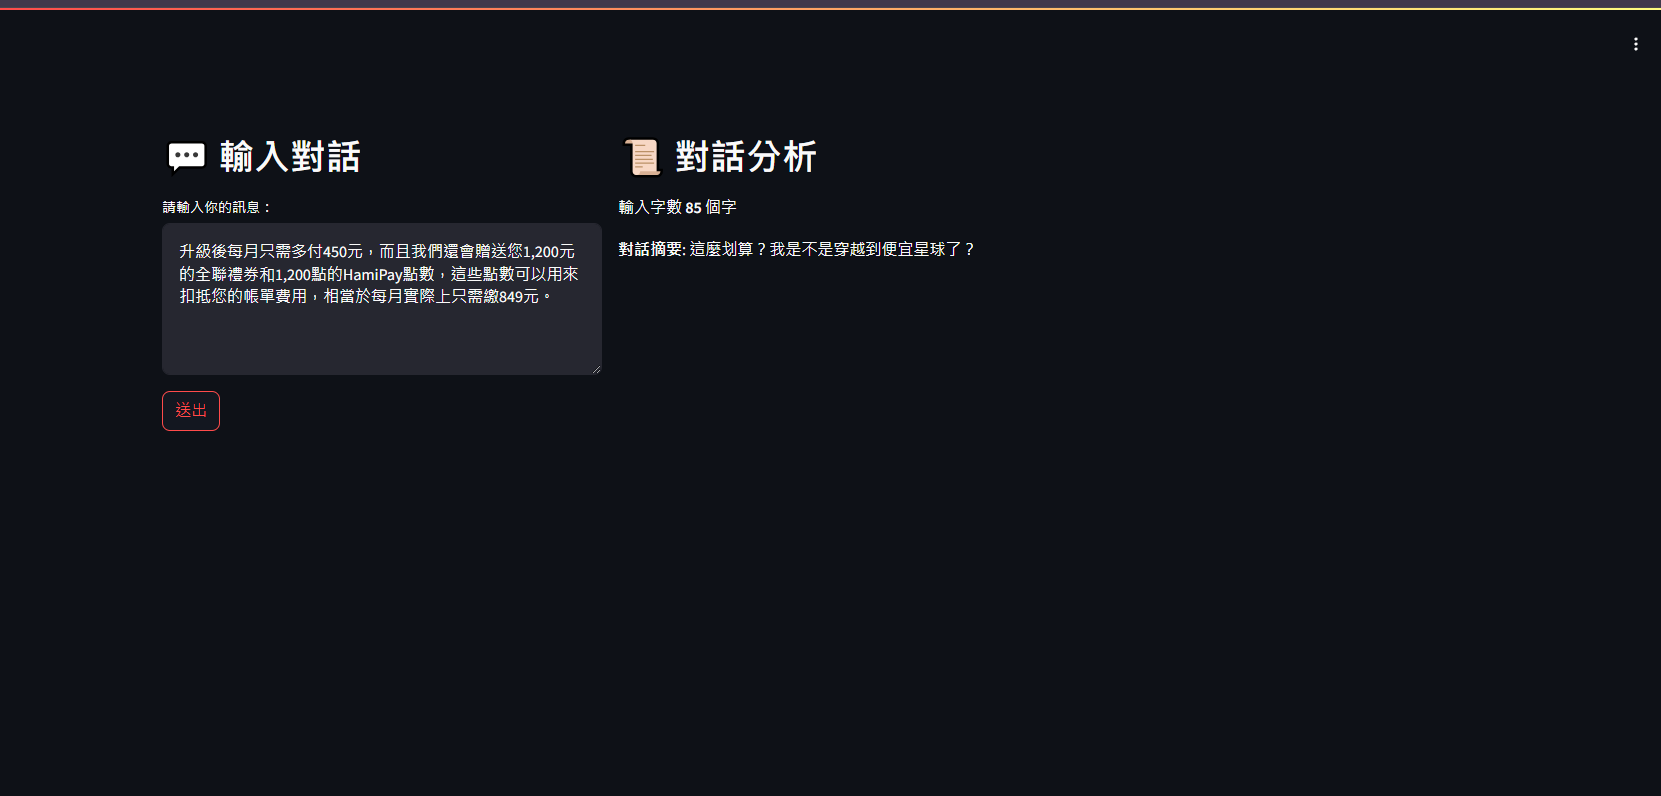 💬 輸入對話
請輸入你的訊息：
升級後每月只需多付450元，而且我們還會贈送您1,200元
的全聯禮券和1,200點的HamiPay點數，這些點數可以用來
扣抵您的帳單費用，相當於每月實際上只需繳849元。
送出
📜 對話分析
輸入字數 85 個字
對話摘要: 這麼划算？我是不是穿越到便宜星球了？